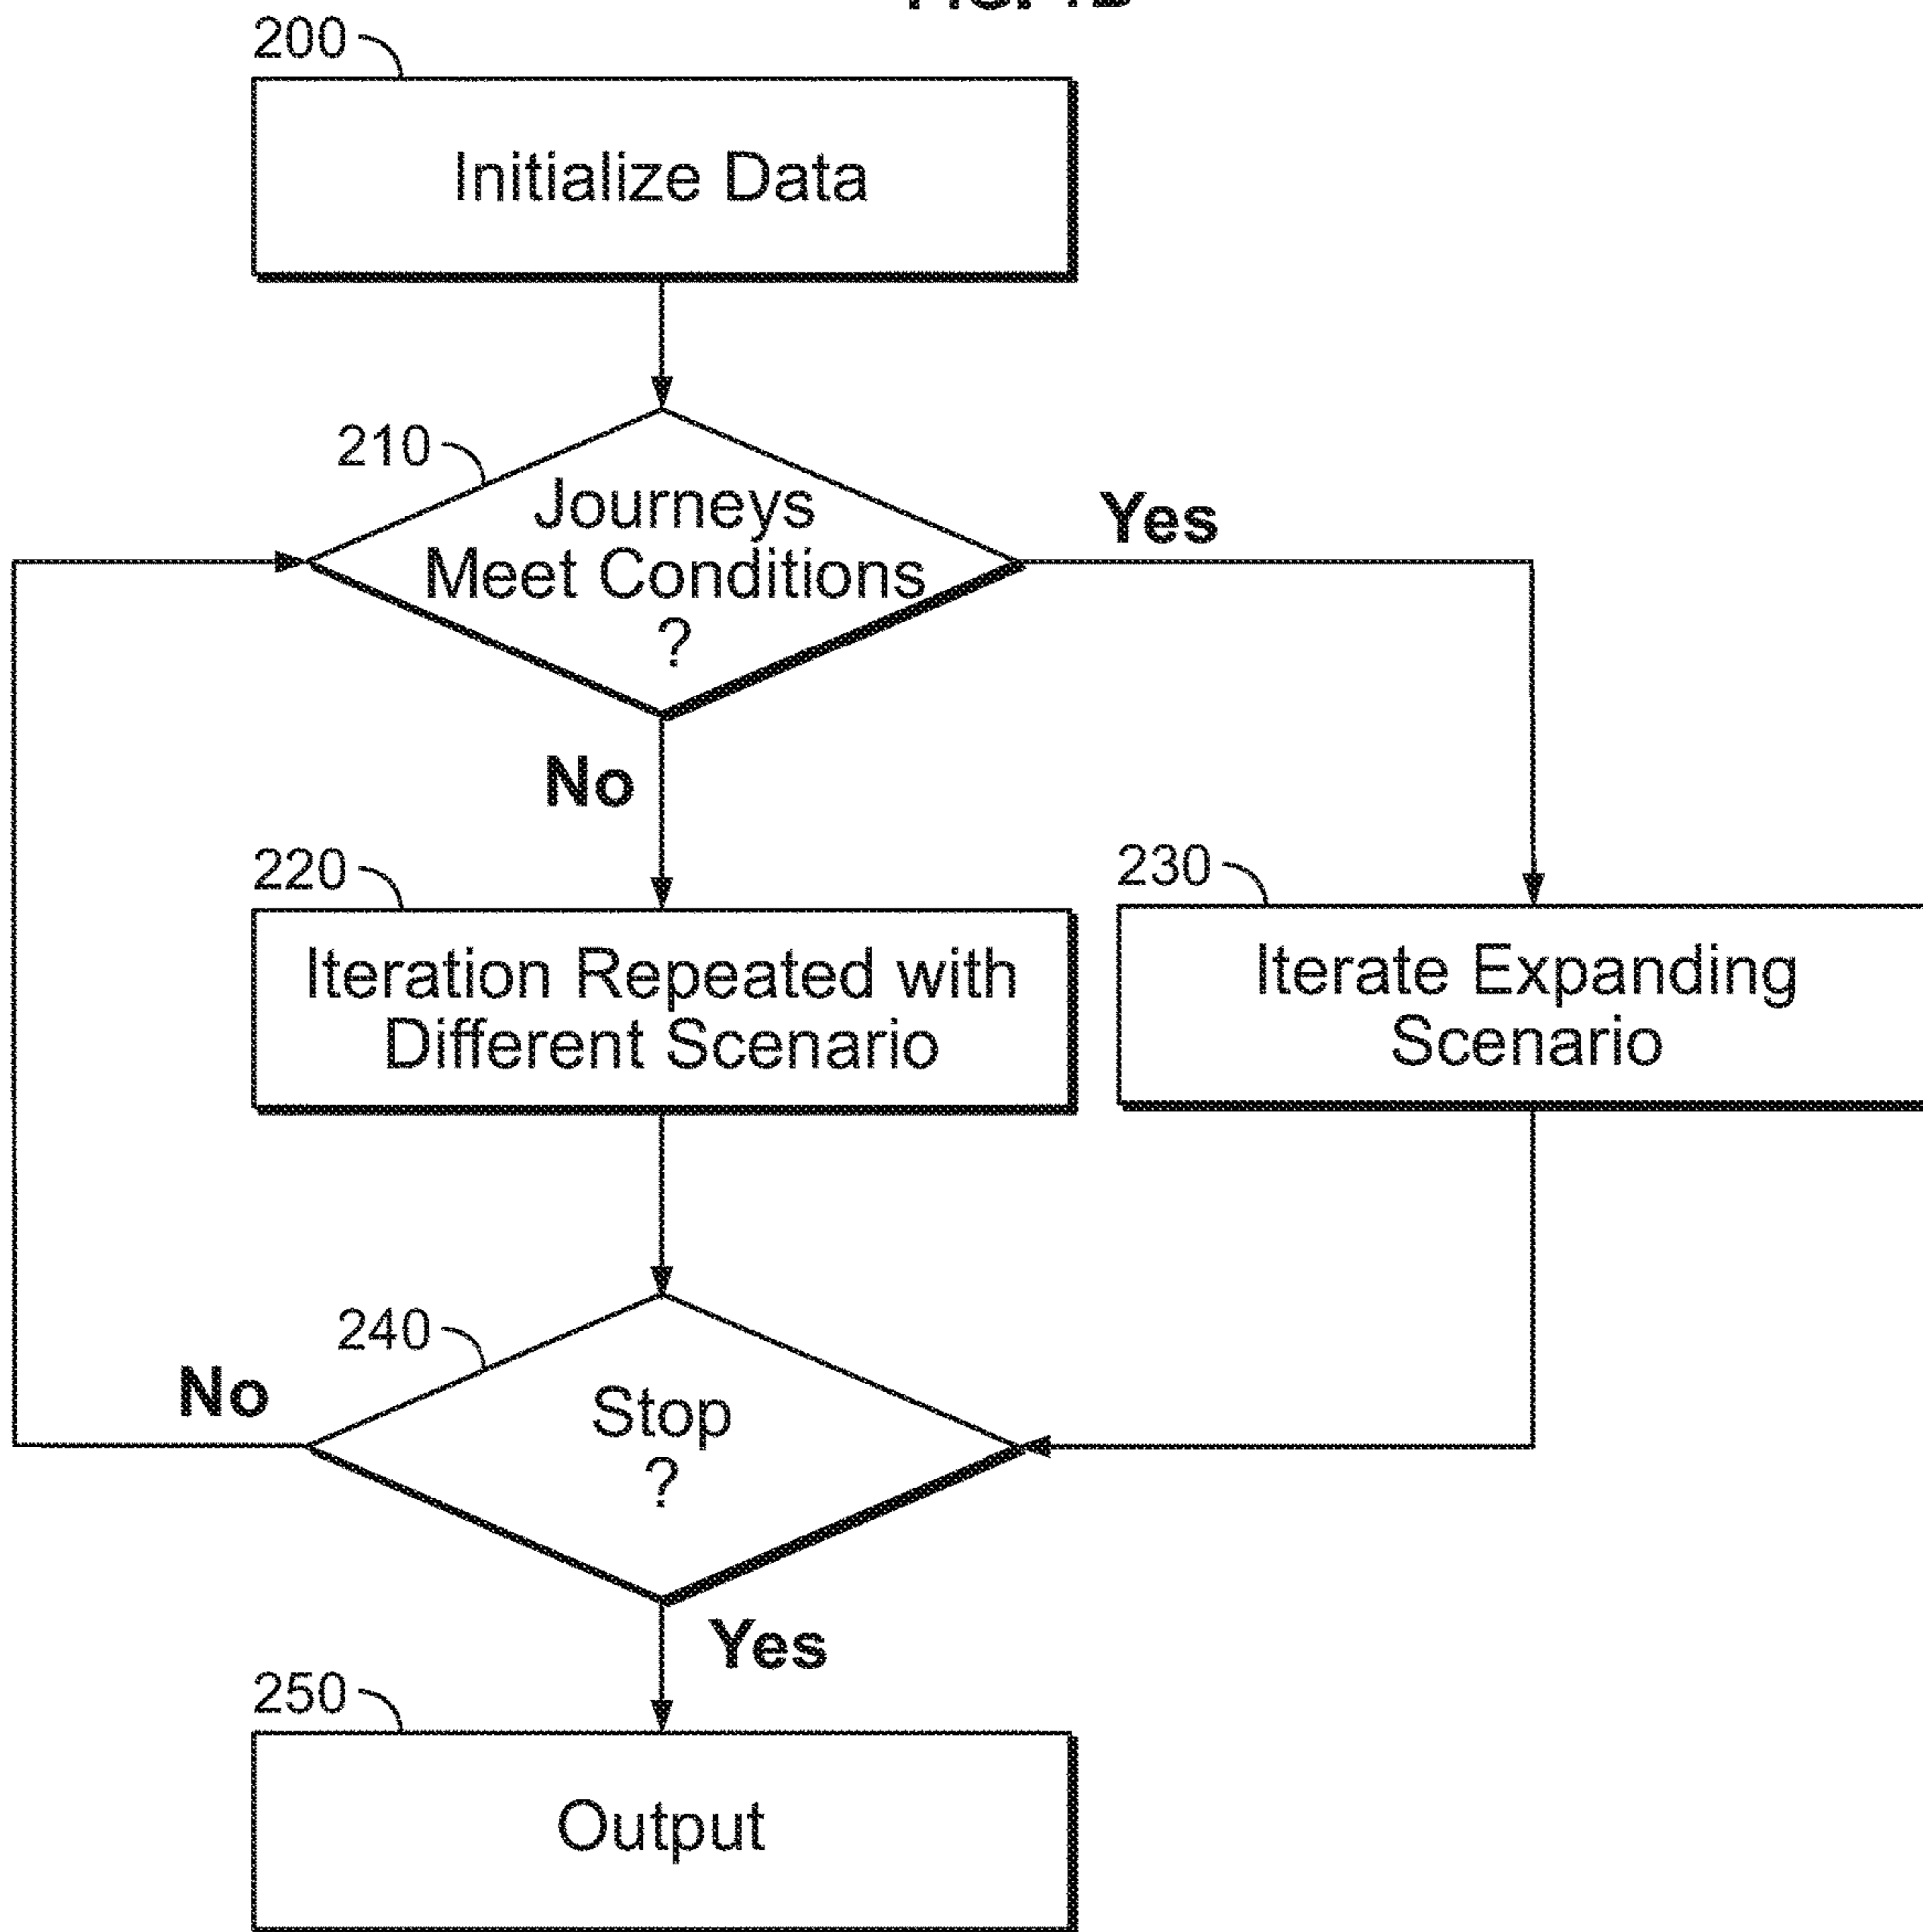 200
Initialize Data
210
Journeys
Meet Conditions
?
Yes
No
220
Iteration Repeated with
Different Scenario
230
Iterate Expanding
Scenario
240
Stop
?
No
Yes
250
Output